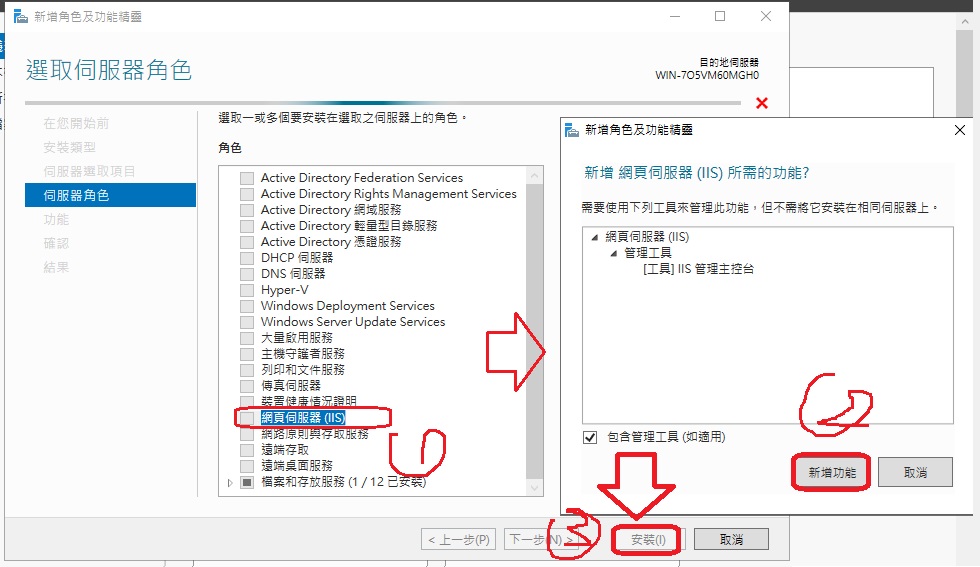 新增角色及功能精靈
選取伺服器角色
目的地伺服器
WIN-7O5VM60MGH0
在您開始前
安裝類型
伺服器選取項目
伺服器角色
功能
確認
結果
選取一或多個要安裝在選取之伺服器上的角色。
角色
Active Directory Federation Services
Active Directory Rights Management Services
Active Directory 網域服務
Active Directory 輕量型目錄服務
Active Directory 憑證服務
DHCP 伺服器
DNS 伺服器
Hyper-V
Windows Deployment Services
Windows Server Update Services
大量啟用服務
主機守護者服務
列印和文件服務
傳真伺服器
裝置健康情況證明
網頁伺服器 (IIS)
網路原則與存取服務
遠端存取
遠端桌面服務
檔案和存放服務 (1 / 12 已安裝)
1
新增角色及功能精靈
新增 網頁伺服器 (IIS) 所需的功能?
需要使用下列工具來管理此功能，但不需將它安裝在相同伺服器上。
網頁伺服器 (IIS)
管理工具
[工具] IIS 管理主控台
2
包含管理工具 (如適用)
新增功能
取消
3
< 上一步(P)
下一步(N) >
安裝(I)
取消